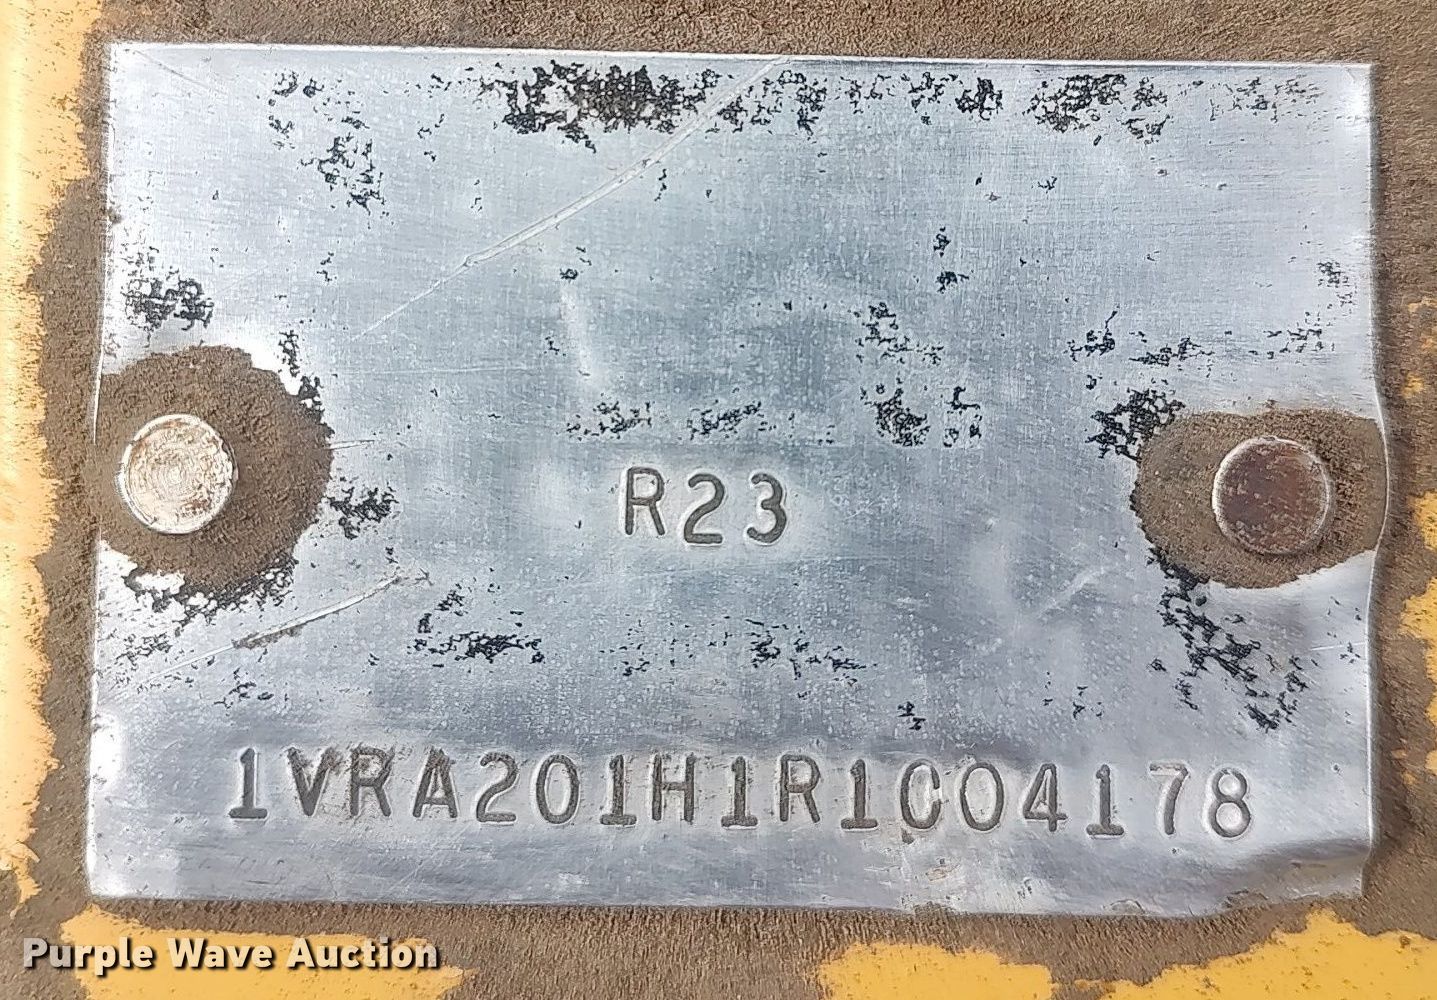 R23
1VRA201H1R1C04178
Purple Wave Auction